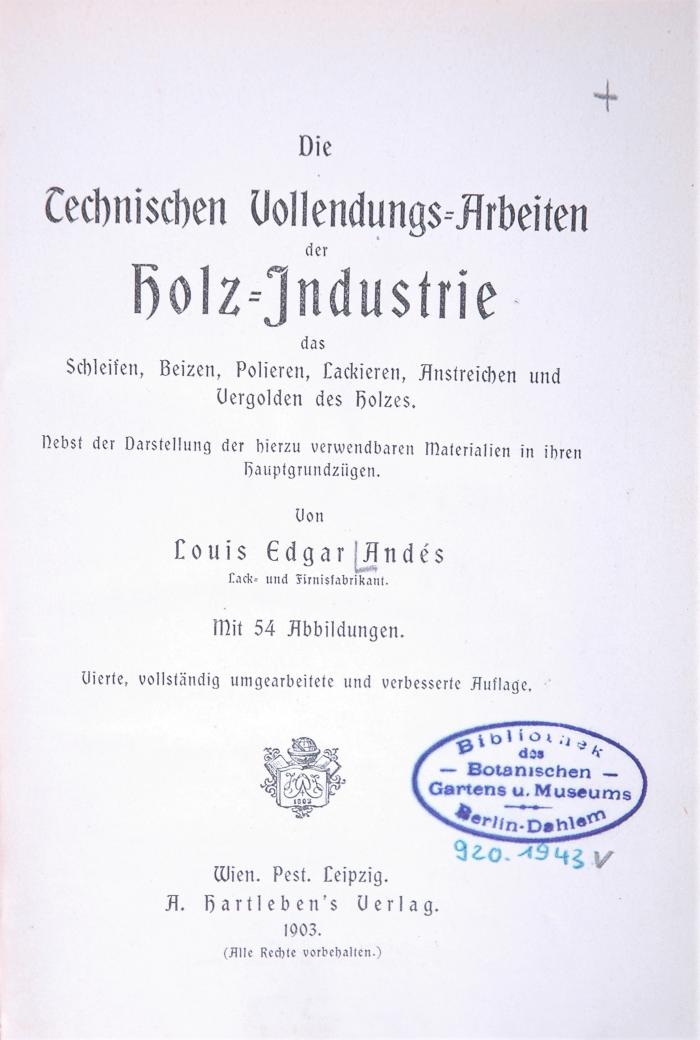 Die
Technischen Vollendungs=Arbeiten
der
Holz=Industrie
das
Schleifen, Beizen, Polieren, Lackieren, Anstreichen und
Vergolden des Holzes.
Nebst der Darstellung der hierzu verwendbaren Materialien in ihren
Hauptgrundzügen.
Von
Louis Edgar Andés
Lack= und Firnisfabrikant.
Mit 54 Abbildungen.
Vierte, vollständig umgearbeitete und verbesserte Auflage.
1803
Bibliothek
des
— Botanischen —
Gartens u. Museums
Berlin-Dahlem
920.1943
Wien. Pest. Leipzig.
A. Hartleben's Verlag.
1903.
(Alle Rechte vorbehalten.)